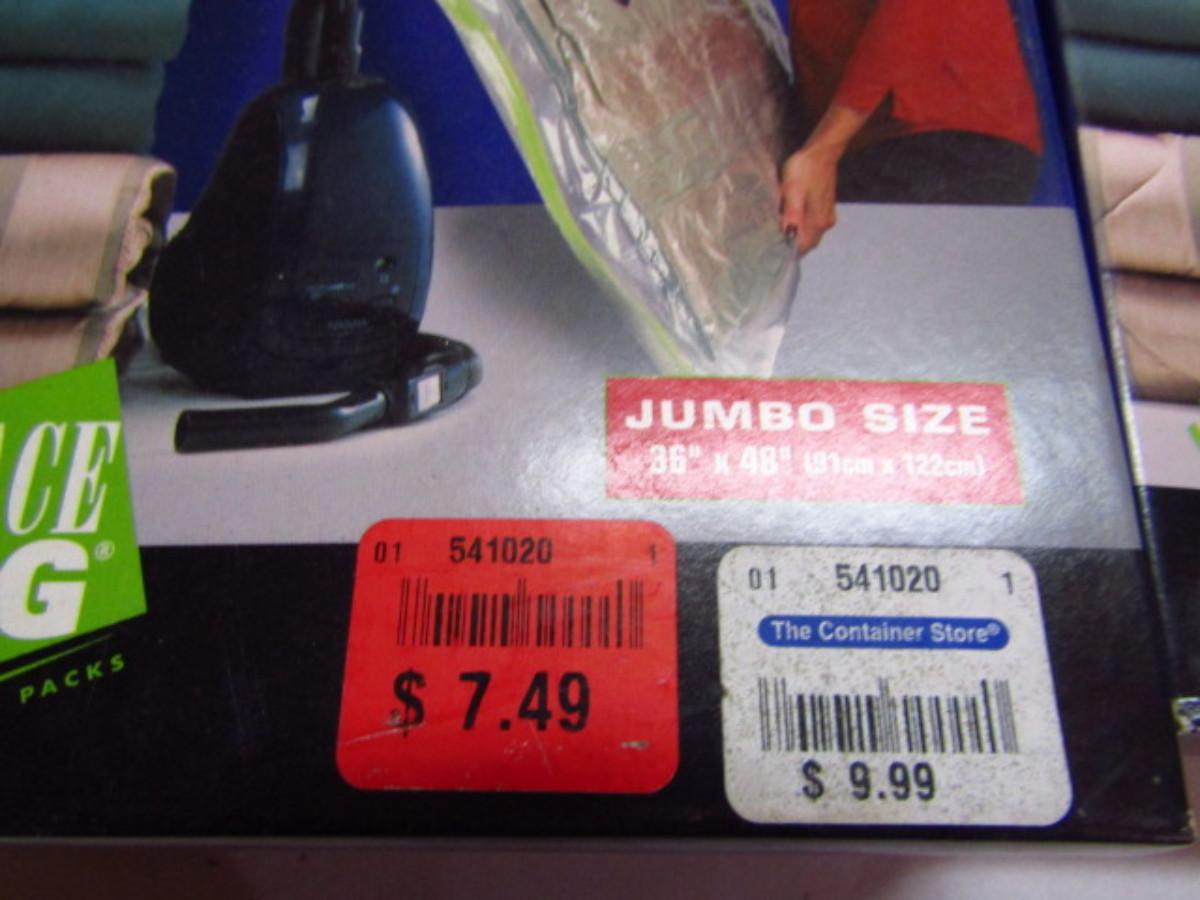 JUMBO SIZE
36" x 48" (91cm x 122cm)
CE
G®
PACKS
01 541020 1
$ 7.49
01 541020 1
The Container Store®
$ 9.99